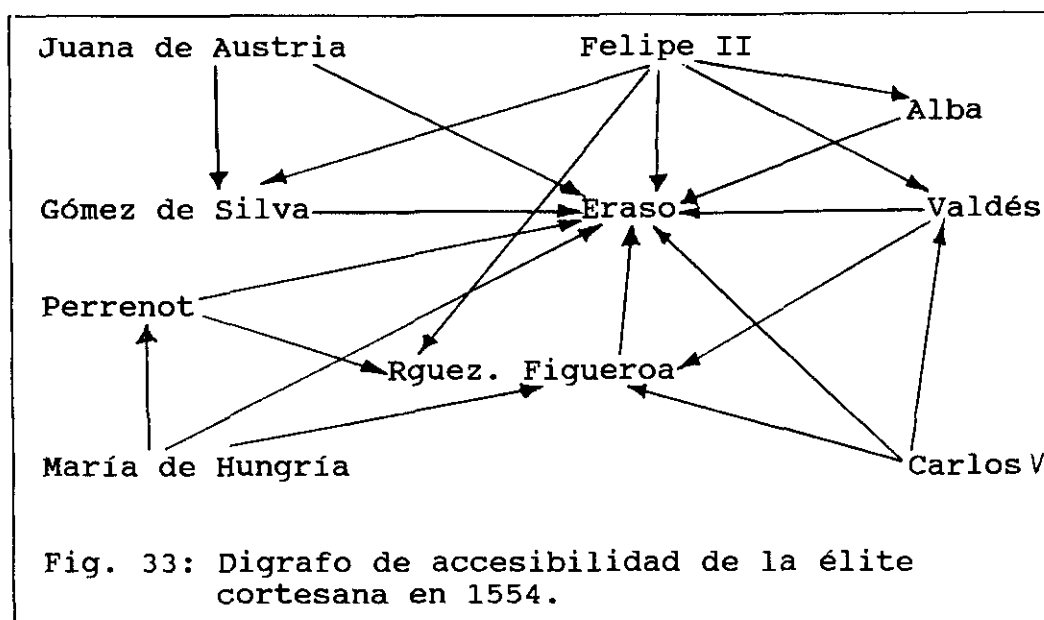 Juana de Austria Felipe II
Alba
Gómez de Silva Eraso Valdés
Perrenot
Rguez. Figueroa
María de Hungría Carlos V
Fig. 33: Digrafo de accesibilidad de la élite
cortesana en 1554.